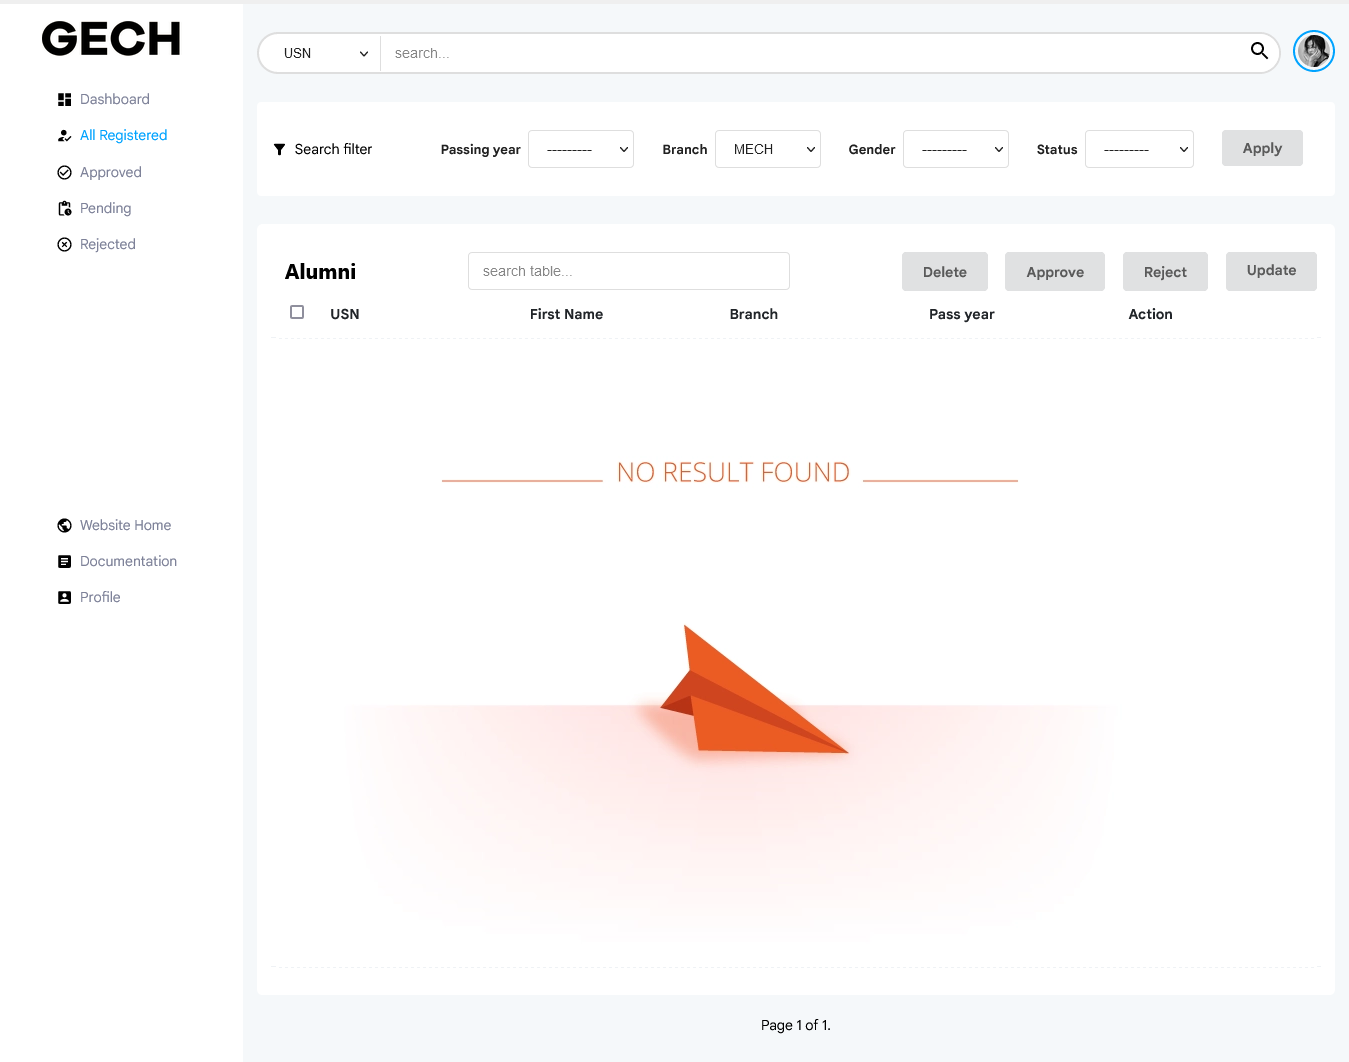 GECH
Dashboard
All Registered
Approved
Pending
Rejected
Website Home
Documentation
Profile
USN search...
Search filter Passing year --------- Branch MECH Gender --------- Status --------- Apply
Alumni search table... Delete Approve Reject Update
USN First Name Branch Pass year Action
NO RESULT FOUND
Page 1 of 1.